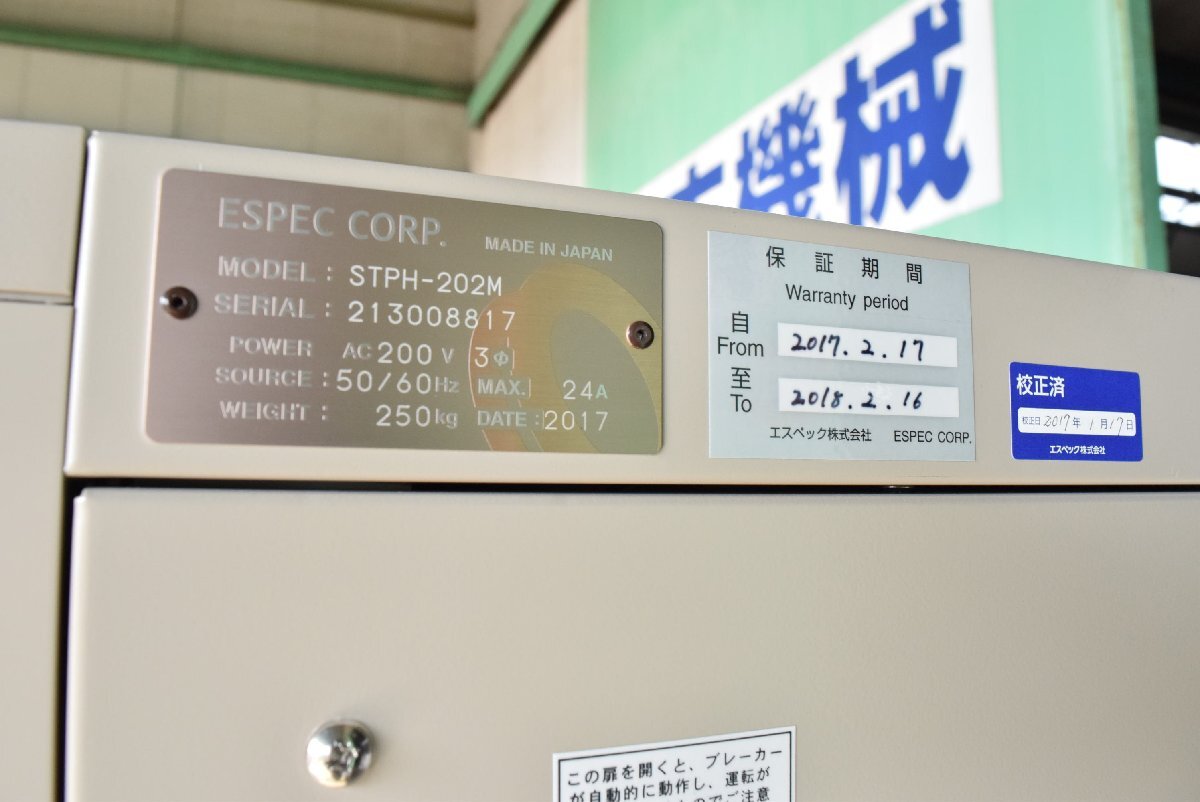 機械
ESPEC CORP.
MADE IN JAPAN
MODEL : STPH-202M
SERIAL : 213008817
POWER SOURCE : AC 200 V 3Φ
50/60Hz MAX. 24A
WEIGHT : 250kg DATE : 2017
保証期間
Warranty period
自
From 2017.2.17
至
To 2018.2.16
エスペック株式会社 ESPEC CORP.
校正済
校正日 2017年 1月17日
エスペック株式会社
この扉を開くと、ブレーカー
が自動的に動作し、運転が
のでご注意